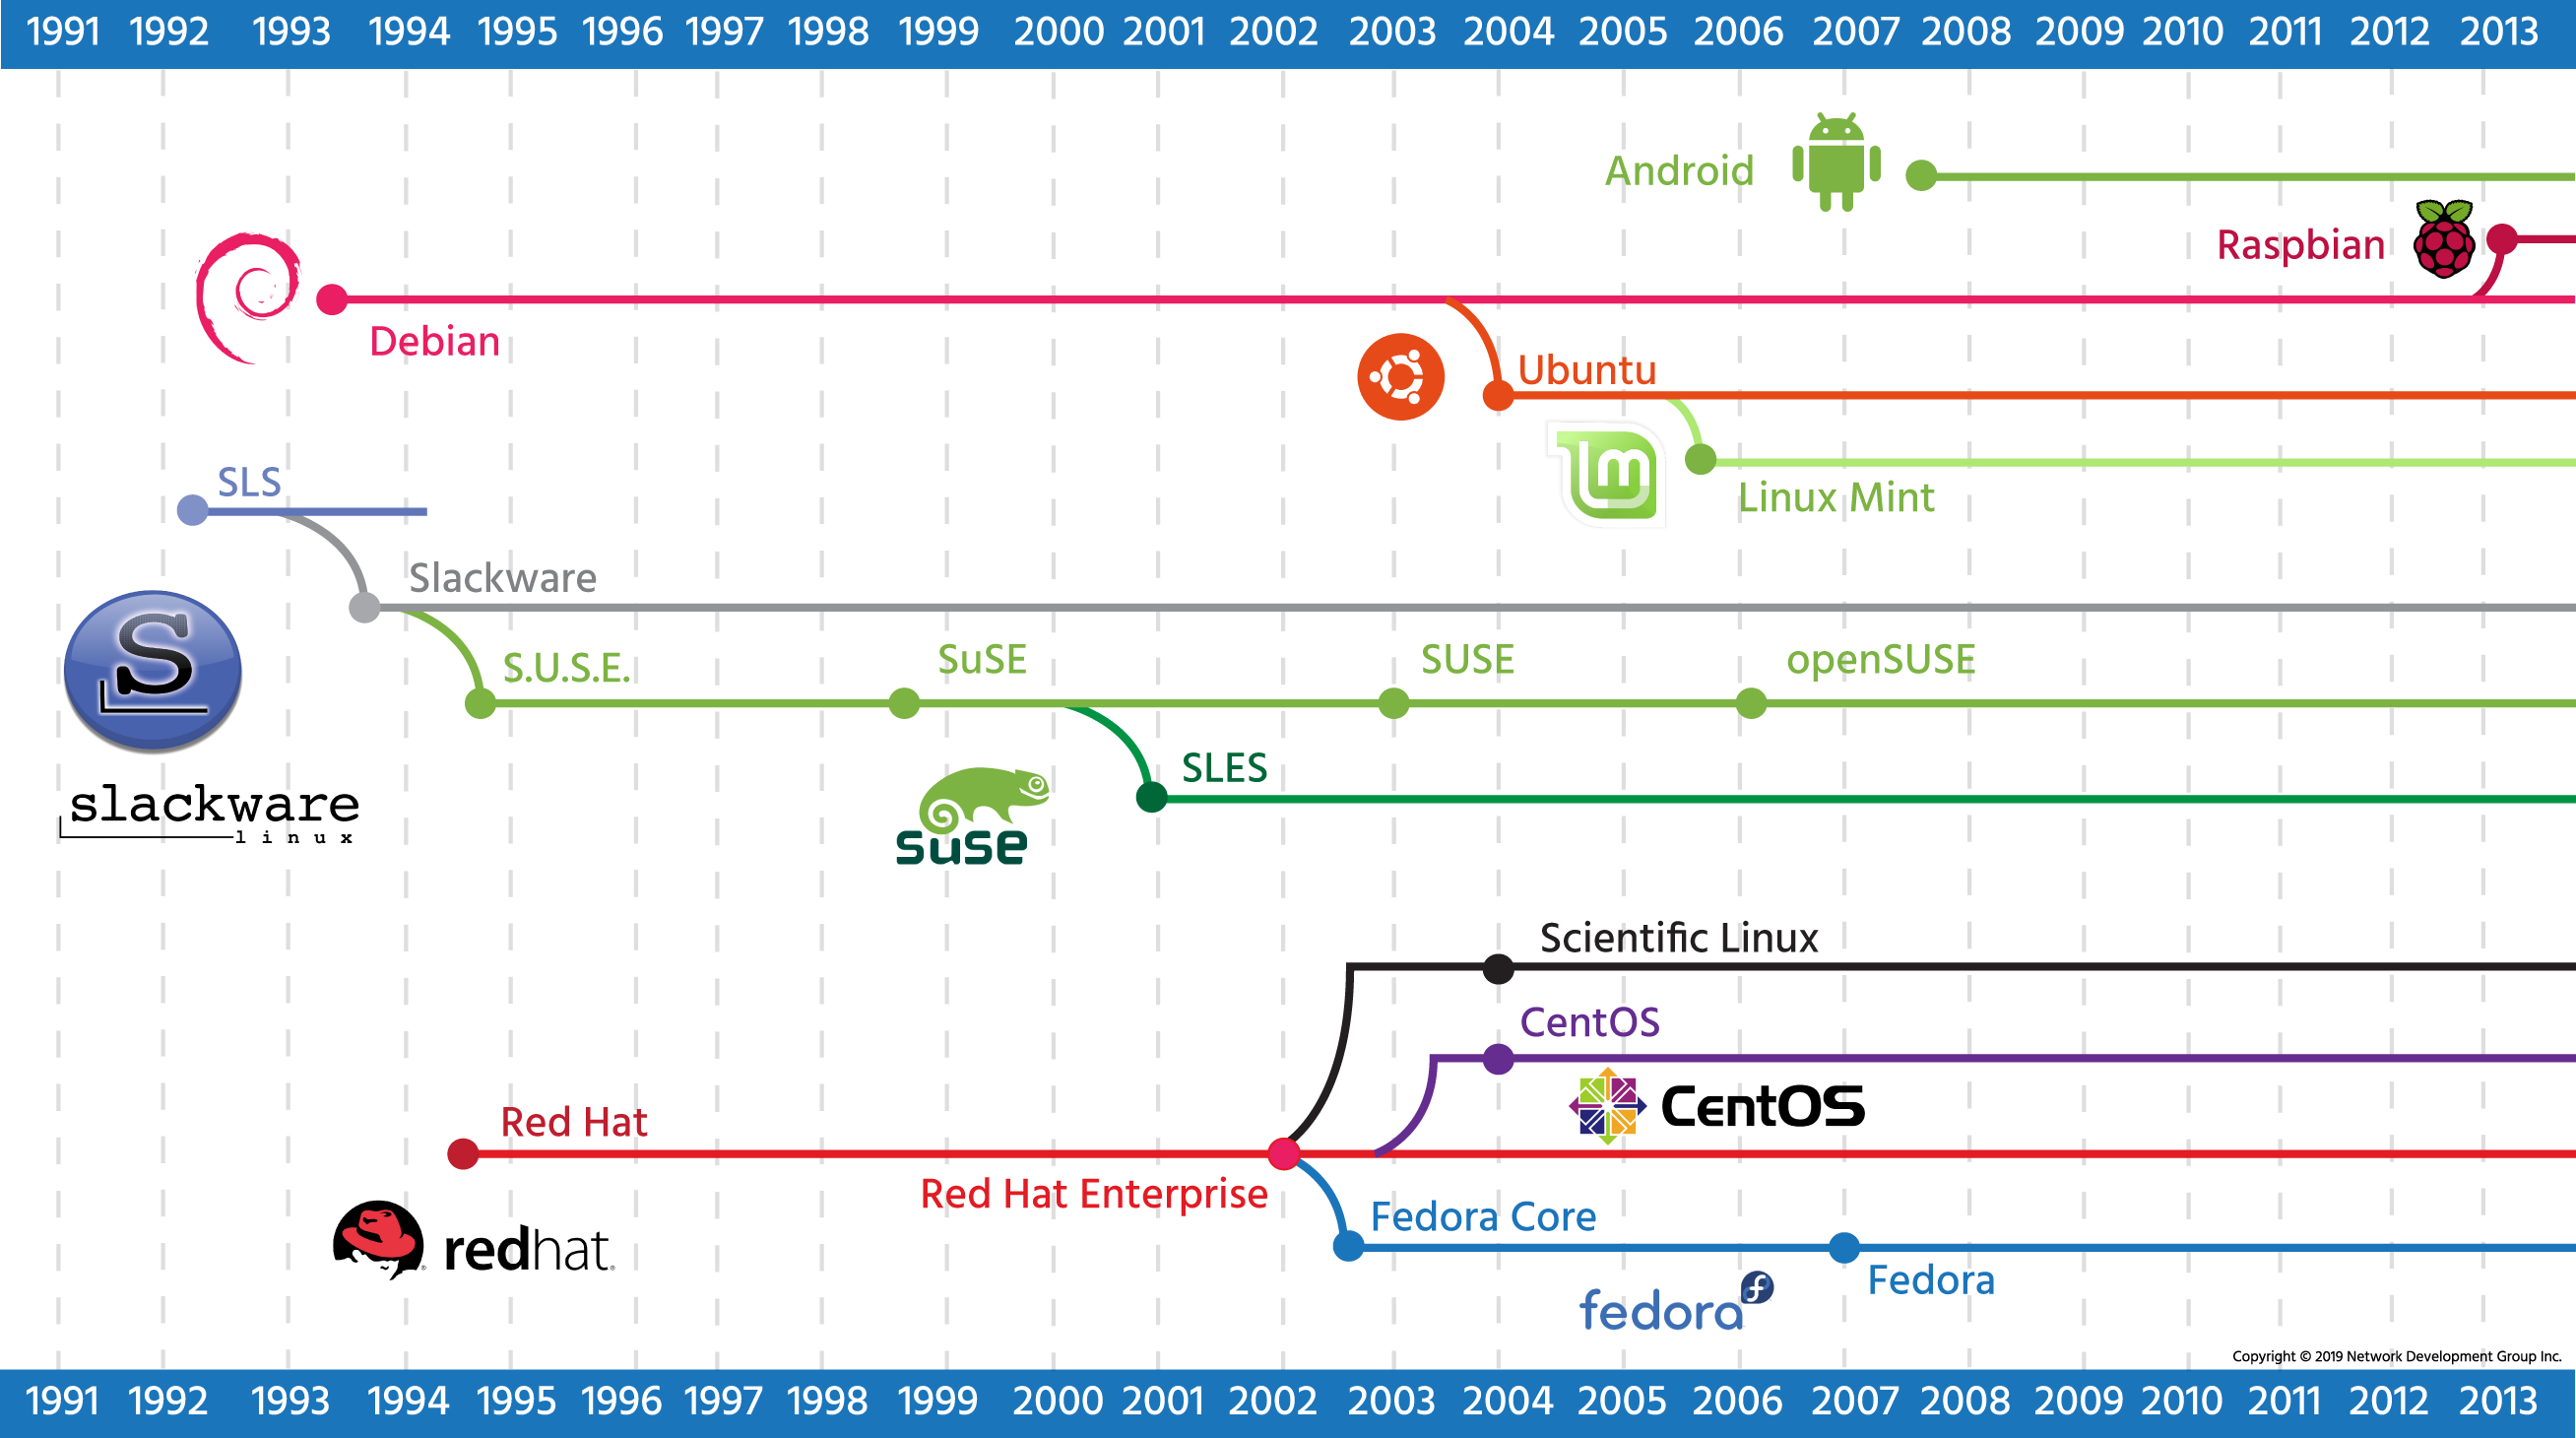 1991 1992 1993 1994 1995 1996 1997 1998 1999 2000 2001 2002 2003 2004 2005 2006 2007 2008 2009 2010 2011 2012 2013
Android
Raspbian
Debian
Ubuntu
SLS
Linux Mint
Slackware
S
S.U.S.E.
SuSE
SUSE
openSUSE
SLES
slackware
linux
suse
Scientific Linux
CentOS
CentOS
Red Hat
Red Hat Enterprise
Fedora Core
redhat.
Fedora
fedora
Copyright © 2019 Network Development Group Inc.
1991 1992 1993 1994 1995 1996 1997 1998 1999 2000 2001 2002 2003 2004 2005 2006 2007 2008 2009 2010 2011 2012 2013